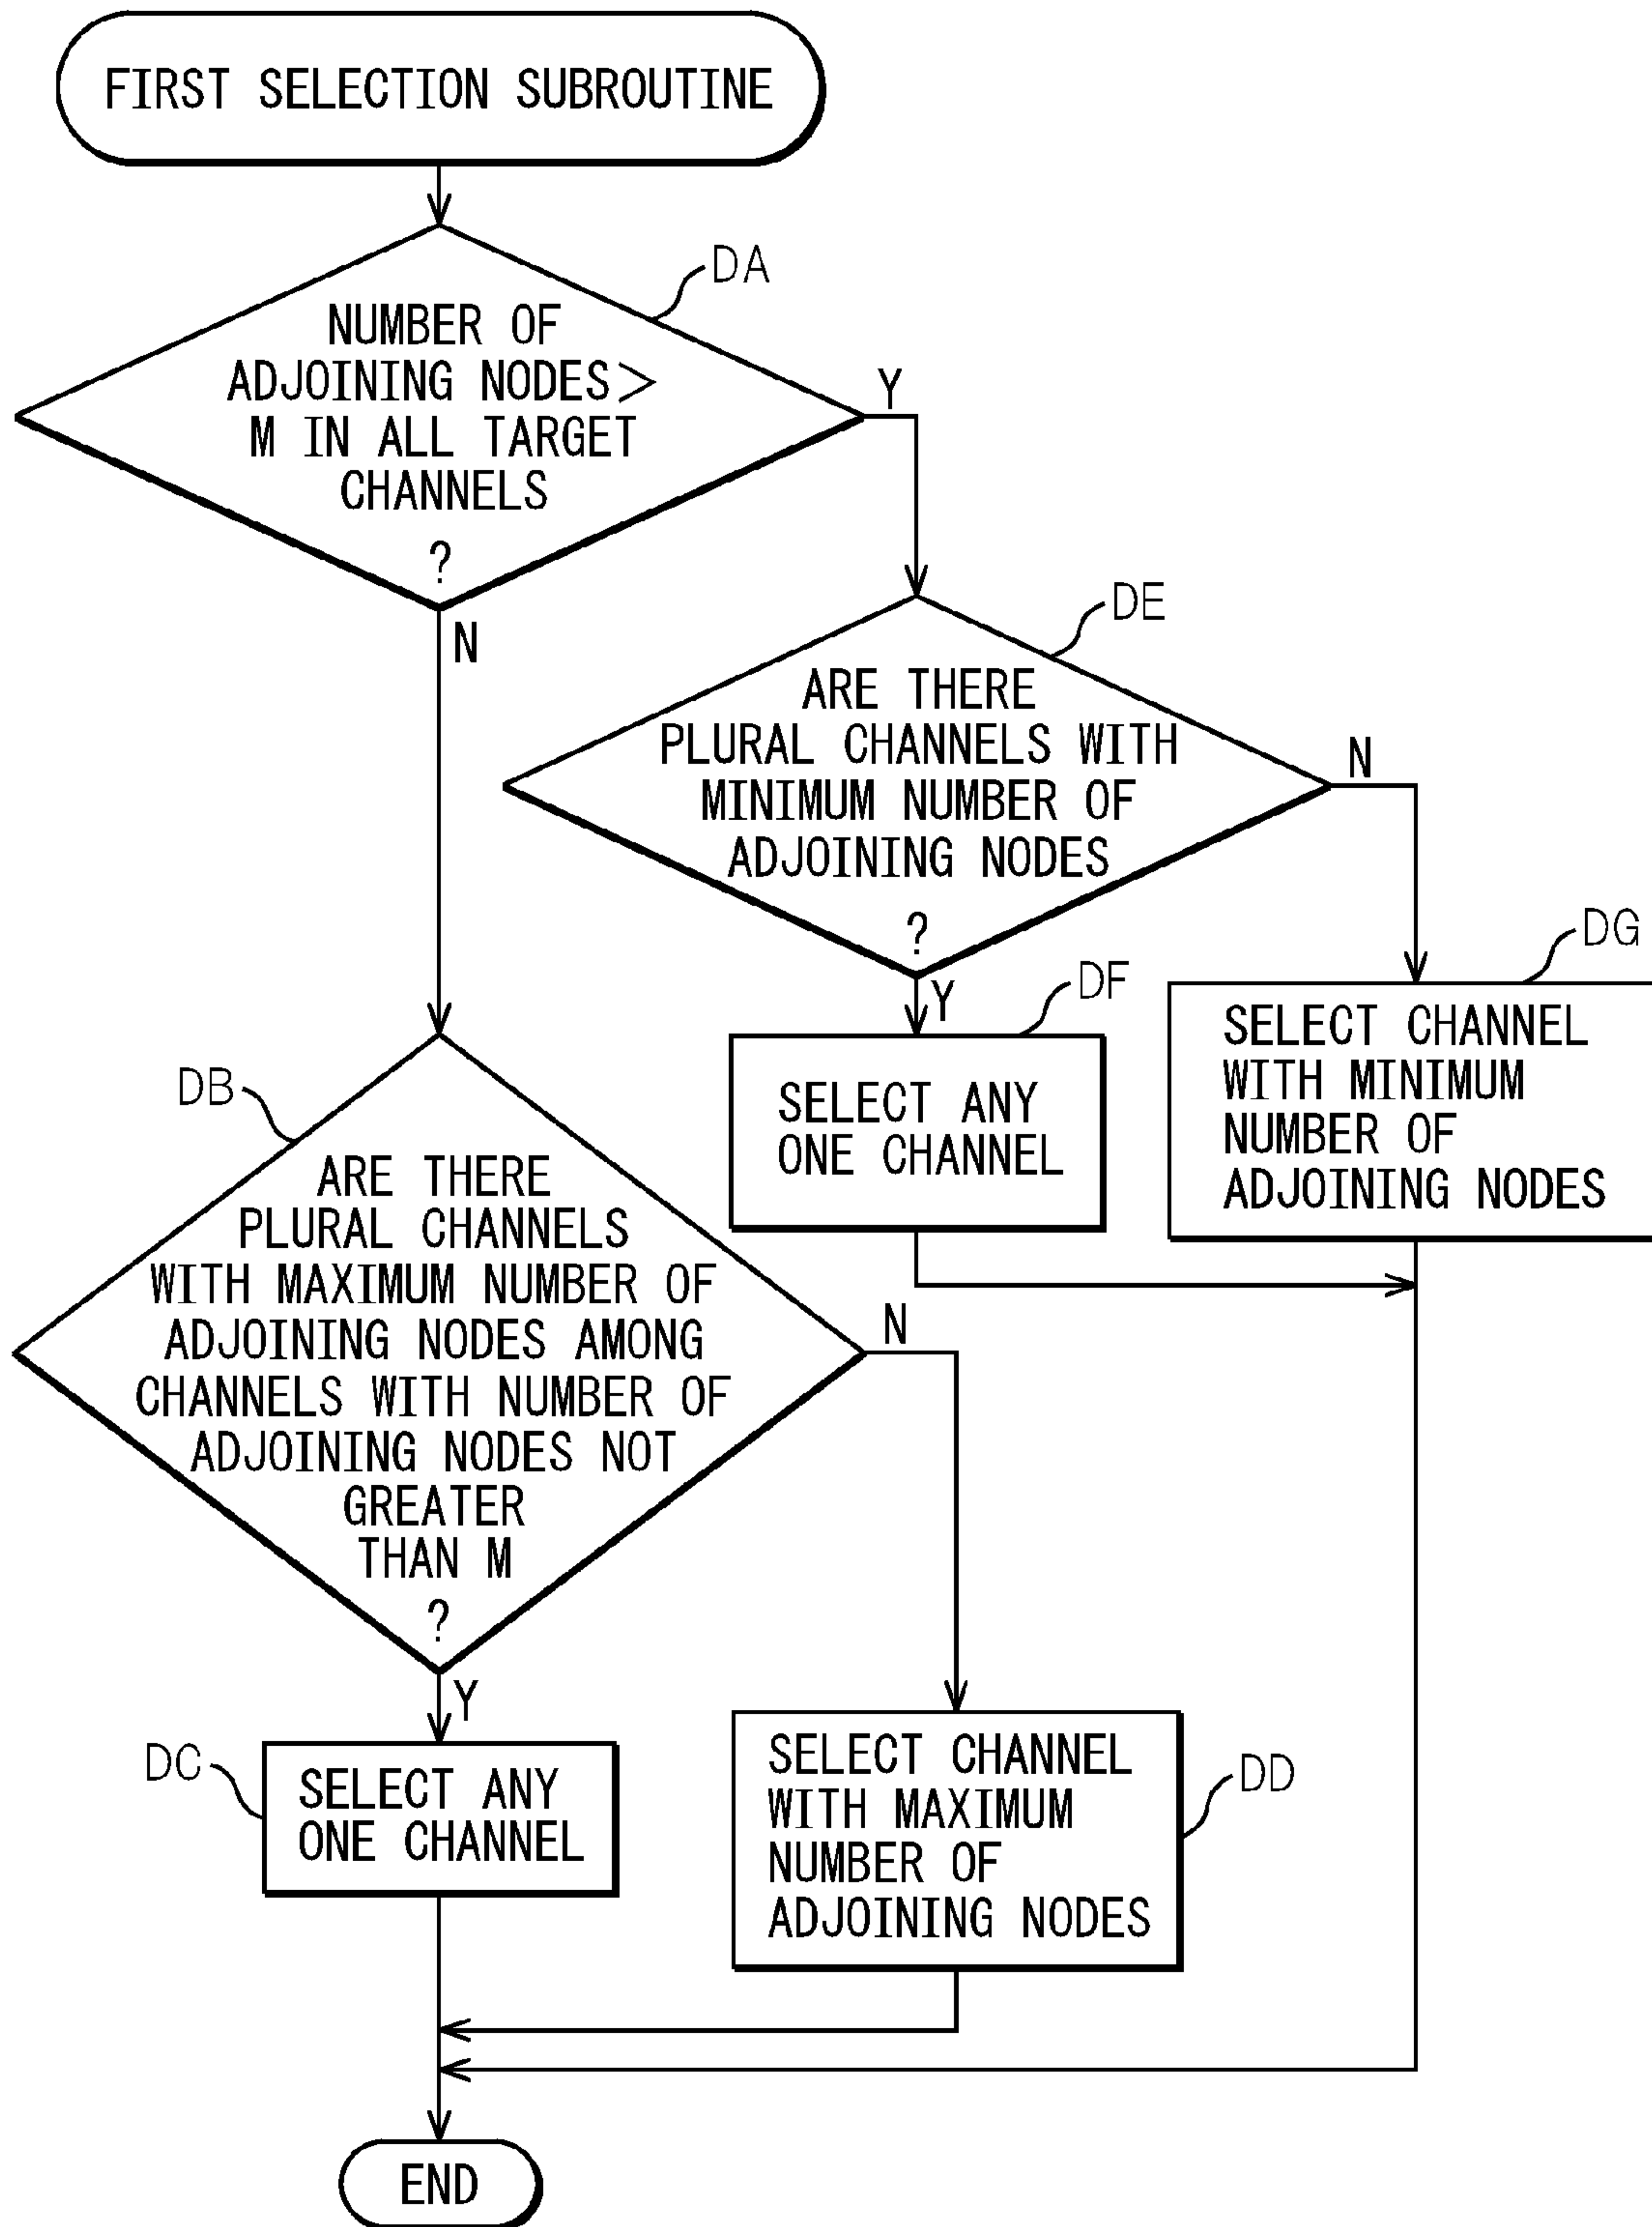 FIRST SELECTION SUBROUTINE
DA
NUMBER OF
ADJOINING NODES>
M IN ALL TARGET
CHANNELS
?
Y
N
DE
ARE THERE
PLURAL CHANNELS WITH
MINIMUM NUMBER OF
ADJOINING NODES
?
N
Y
DF
SELECT ANY
ONE CHANNEL
DG
SELECT CHANNEL
WITH MINIMUM
NUMBER OF
ADJOINING NODES
DB
ARE THERE
PLURAL CHANNELS
WITH MAXIMUM NUMBER OF
ADJOINING NODES AMONG
CHANNELS WITH NUMBER OF
ADJOINING NODES NOT
GREATER
THAN M
?
N
Y
DC
SELECT ANY
ONE CHANNEL
SELECT CHANNEL
WITH MAXIMUM
NUMBER OF
ADJOINING NODES
DD
END